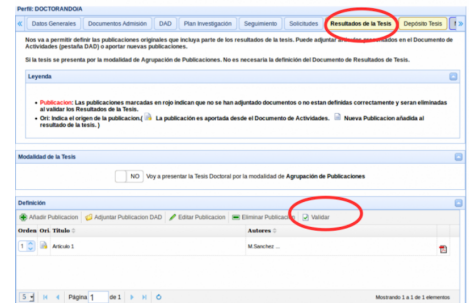 Perfil: DOCTORANDO/A
Datos Generales Documentos Admisión DAD Plan Investigación Seguimiento Solicitudes Resultados de la Tesis Depósito Tesis
Nos va a permitir definir las publicaciones originales que incluya parte de los resultados de la tesis. Puede adjuntar artículos presentados en el Documento de
Actividades (pestaña DAD) o aportar nuevas publicaciones.
Si la tesis se presenta por la modalidad de Agrupación de Publicaciones. No es necesaria la definición del Documento de Resultados de Tesis.
Leyenda
Publicacion: Las publicaciones marcadas en rojo indican que no se han adjuntado documentos o no estan definidas correctamente y seran eliminadas
al validar los Resultados de la Tesis.
Ori: Indica el origen de la publicacion.( La publicación es aportada desde el Documento de Actividades. Nueva Publicacion añadida al
resultado de la tesis. )
Modalidad de la Tesis
NO Voy a presentar la Tesis Doctoral por la modalidad de Agrupación de Publicaciones
Definición
Añadir Publicacion Adjuntar Publicacion DAD Editar Publicacion Eliminar Publicacion Validar
Orden Ori. Titulo Autores
1 Articulo 1 M.Sanchez ...
5 Página 1 de 1 Mostrando 1 a 1 de 1 elementos